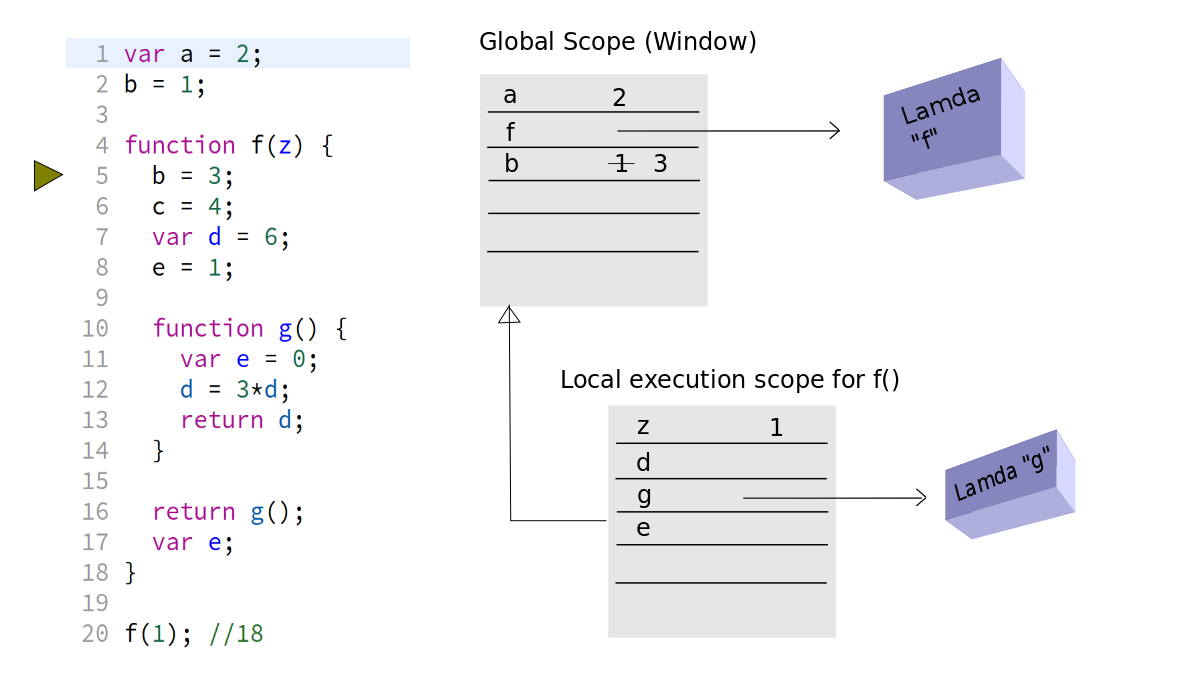 1 var a = 2;
2 b = 1;
3
4 function f(z) {
5   b = 3;
6   c = 4;
7   var d = 6;
8   e = 1;
9
10   function g() {
11     var e = 0;
12     d = 3*d;
13     return d;
14   }
15
16   return g();
17   var e;
18 }
19
20 f(1); //18
Global Scope (Window)
a 2
f
b 1 3
Lamda
"f"
Local execution scope for f()
z 1
d
g
e
Lamda "g"